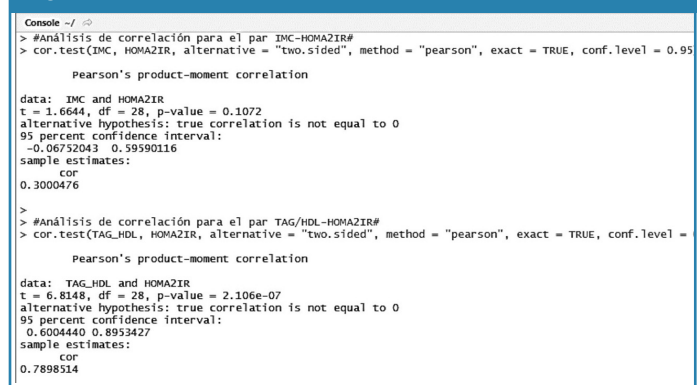 Console ~/
> #Análisis de correlación para el par IMC-HOMA2IR#
> cor.test(IMC, HOMA2IR, alternative = "two.sided", method = "pearson", exact = TRUE, conf.level = 0.95
Pearson's product-moment correlation
data: IMC and HOMA2IR
t = 1.6644, df = 28, p-value = 0.1072
alternative hypothesis: true correlation is not equal to 0
95 percent confidence interval:
-0.06752043 0.59590116
sample estimates:
cor
0.3000476
>
> #Análisis de correlación para el par TAG/HDL-HOMA2IR#
> cor.test(TAG_HDL, HOMA2IR, alternative = "two.sided", method = "pearson", exact = TRUE, conf.level =
Pearson's product-moment correlation
data: TAG_HDL and HOMA2IR
t = 6.8148, df = 28, p-value = 2.106e-07
alternative hypothesis: true correlation is not equal to 0
95 percent confidence interval:
0.6004440 0.8953427
sample estimates:
cor
0.7898514